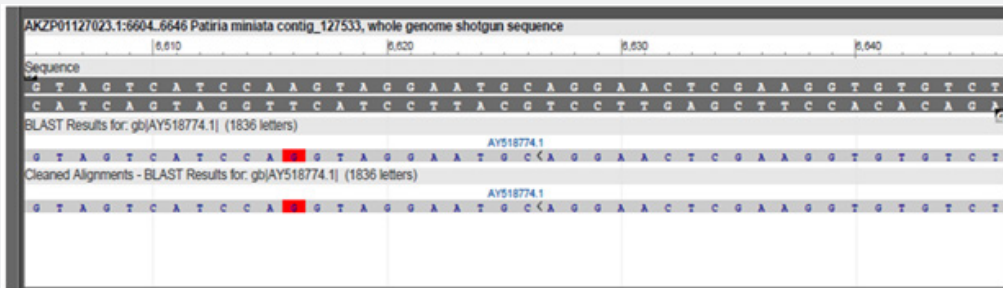 AKZP01127023.1:6604..6646 Patiria miniata contig_127533, whole genome shotgun sequence
6,610 6,620 6,630 6,640
Sequence
G T A G T C A T C C A A G T A G G A A T G C A G G A A C T C G A A G G T G T G T C T
C A T C A G T A G G T T C A T C C T T A C G T C C T T G A G C T T C C A C A C A G A
BLAST Results for: gb|AY518774.1| (1836 letters)
AY518774.1
G T A G T C A T C C A G G T A G G A A T G C A G G A A C T C G A A G G T G T G T C T
Cleaned Alignments - BLAST Results for: gb|AY518774.1| (1836 letters)
AY518774.1
G T A G T C A T C C A G G T A G G A A T G C A G G A A C T C G A A G G T G T G T C T